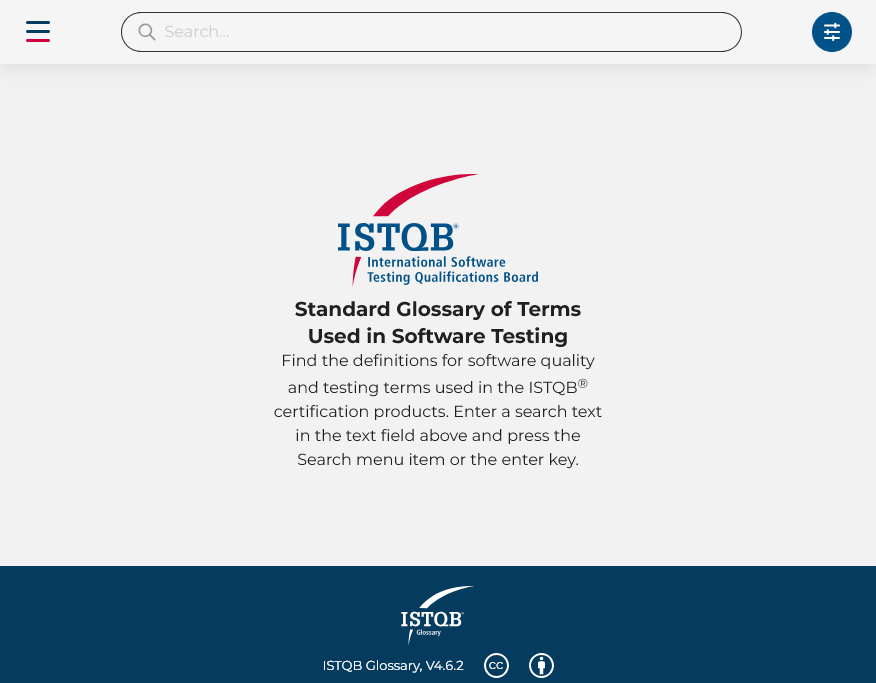 Search...
ISTQB®
International Software
Testing Qualifications Board
Standard Glossary of Terms
Used in Software Testing
Find the definitions for software quality
and testing terms used in the ISTQB®
certification products. Enter a search text
in the text field above and press the
Search menu item or the enter key.
ISTQB®
Glossary
ISTQB Glossary, V4.6.2
CC